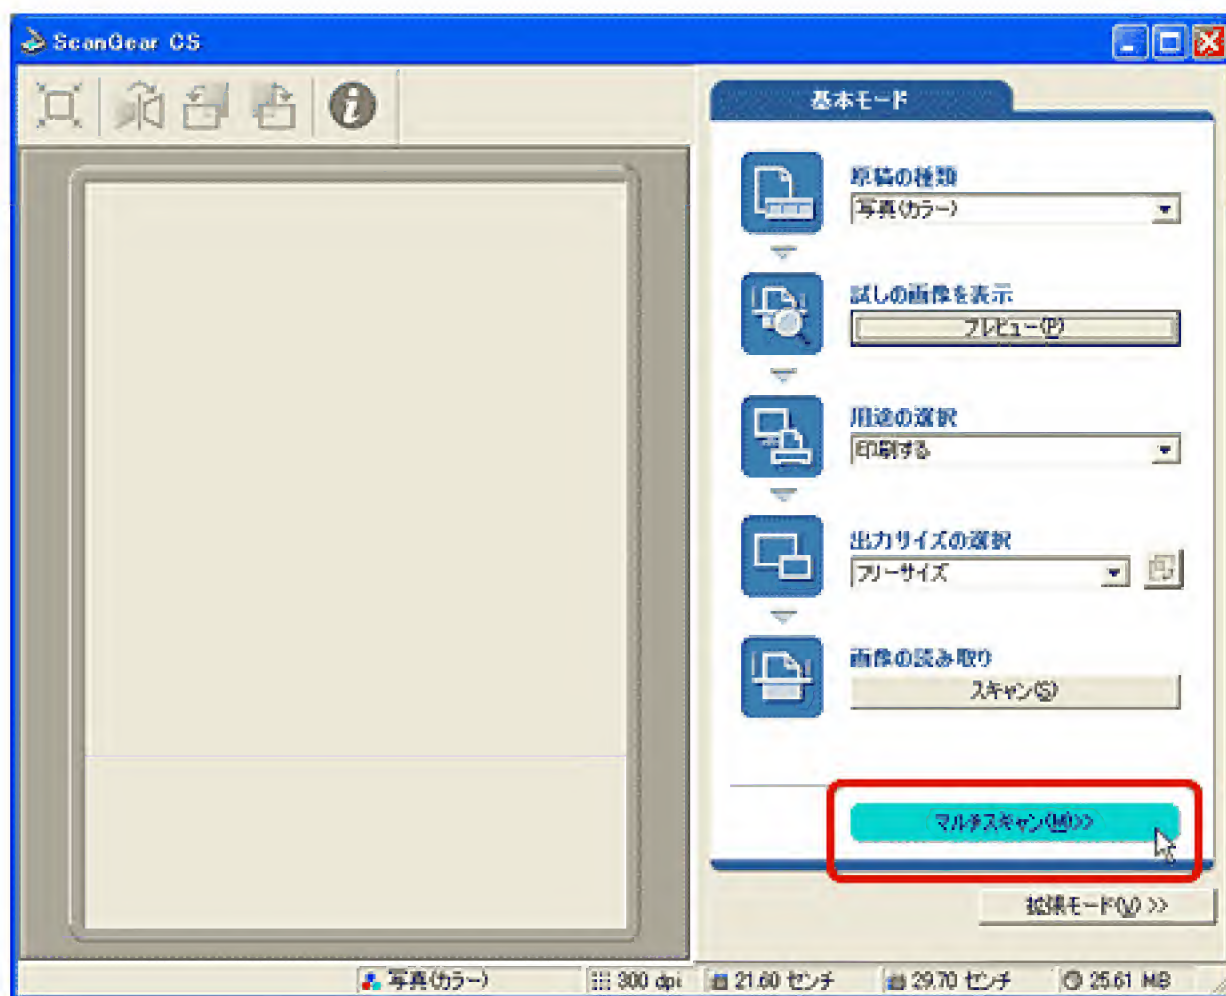 ScanGear CS
基本モード
原稿の種類
写真(カラー)
試しの画像を表示
プレビュー(P)
用途の選択
印刷する
出力サイズの選択
フリーサイズ
画像の読み取り
スキャン(S)
マルチスキャン(M)>>
拡張モード(V) >>
写真(カラー) 300 dpi 21.60 センチ 29.70 センチ 25.61 MB